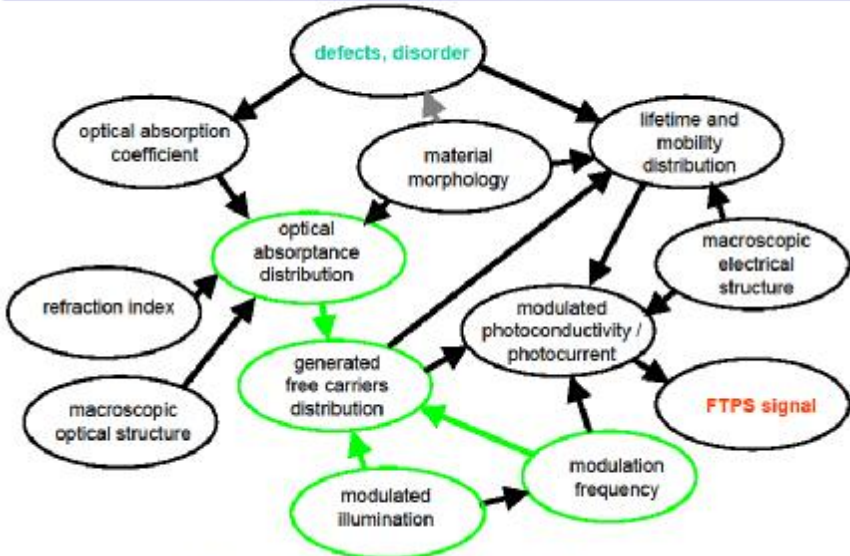 defects, disorder
optical absorption
coefficient
material
morphology
lifetime and
mobility
distribution
optical
absorptance
distribution
macroscopic
electrical
structure
refraction index
modulated
photoconductivity /
photocurrent
generated
free carriers
distribution
macroscopic
optical structure
FTPS signal
modulated
illumination
modulation
frequency